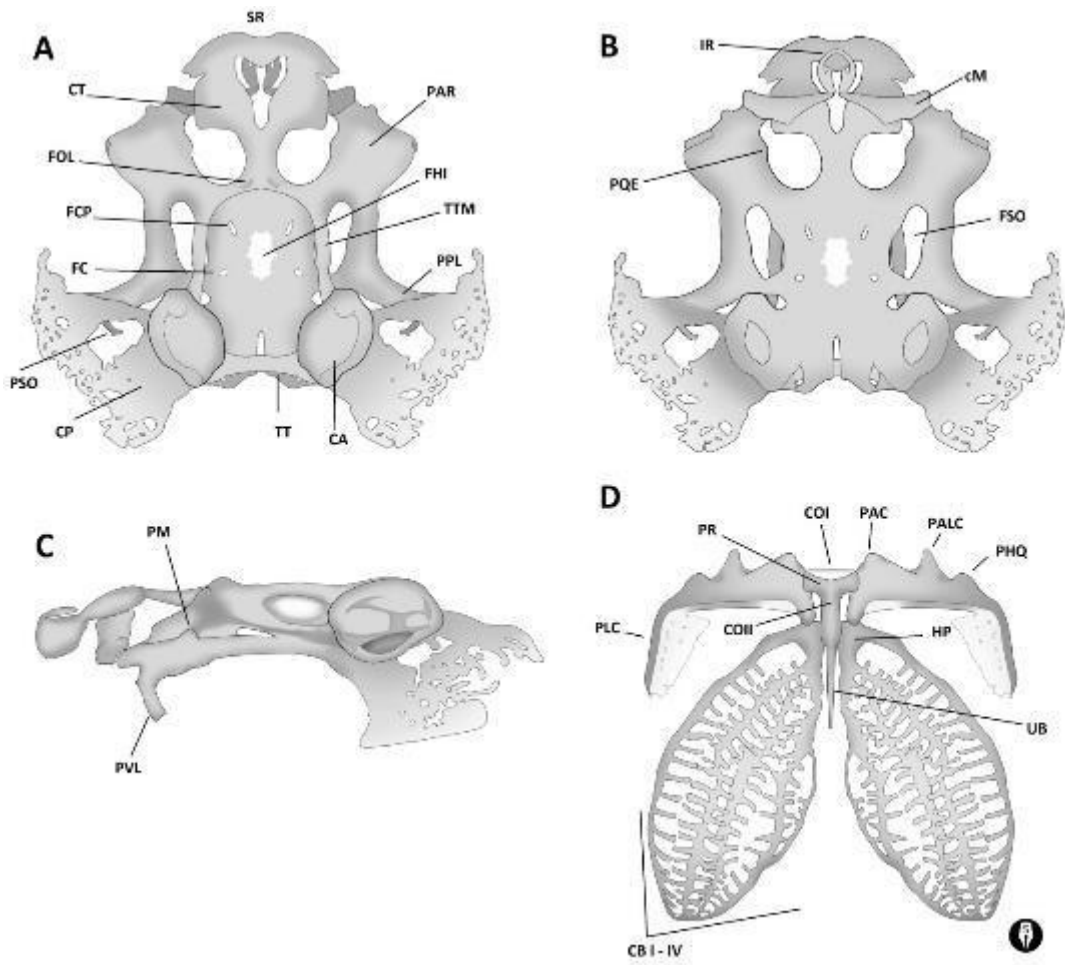 SR
A
CT
PAR
FOL
FHI
FCP
TTM
FC
PPL
PSO
CP
TT
CA
B
IR
cM
PQE
FSO
C
PM
PVL
D
COI
PAC
PR
PALC
PHQ
PLC
COII
HP
UB
CB I - IV